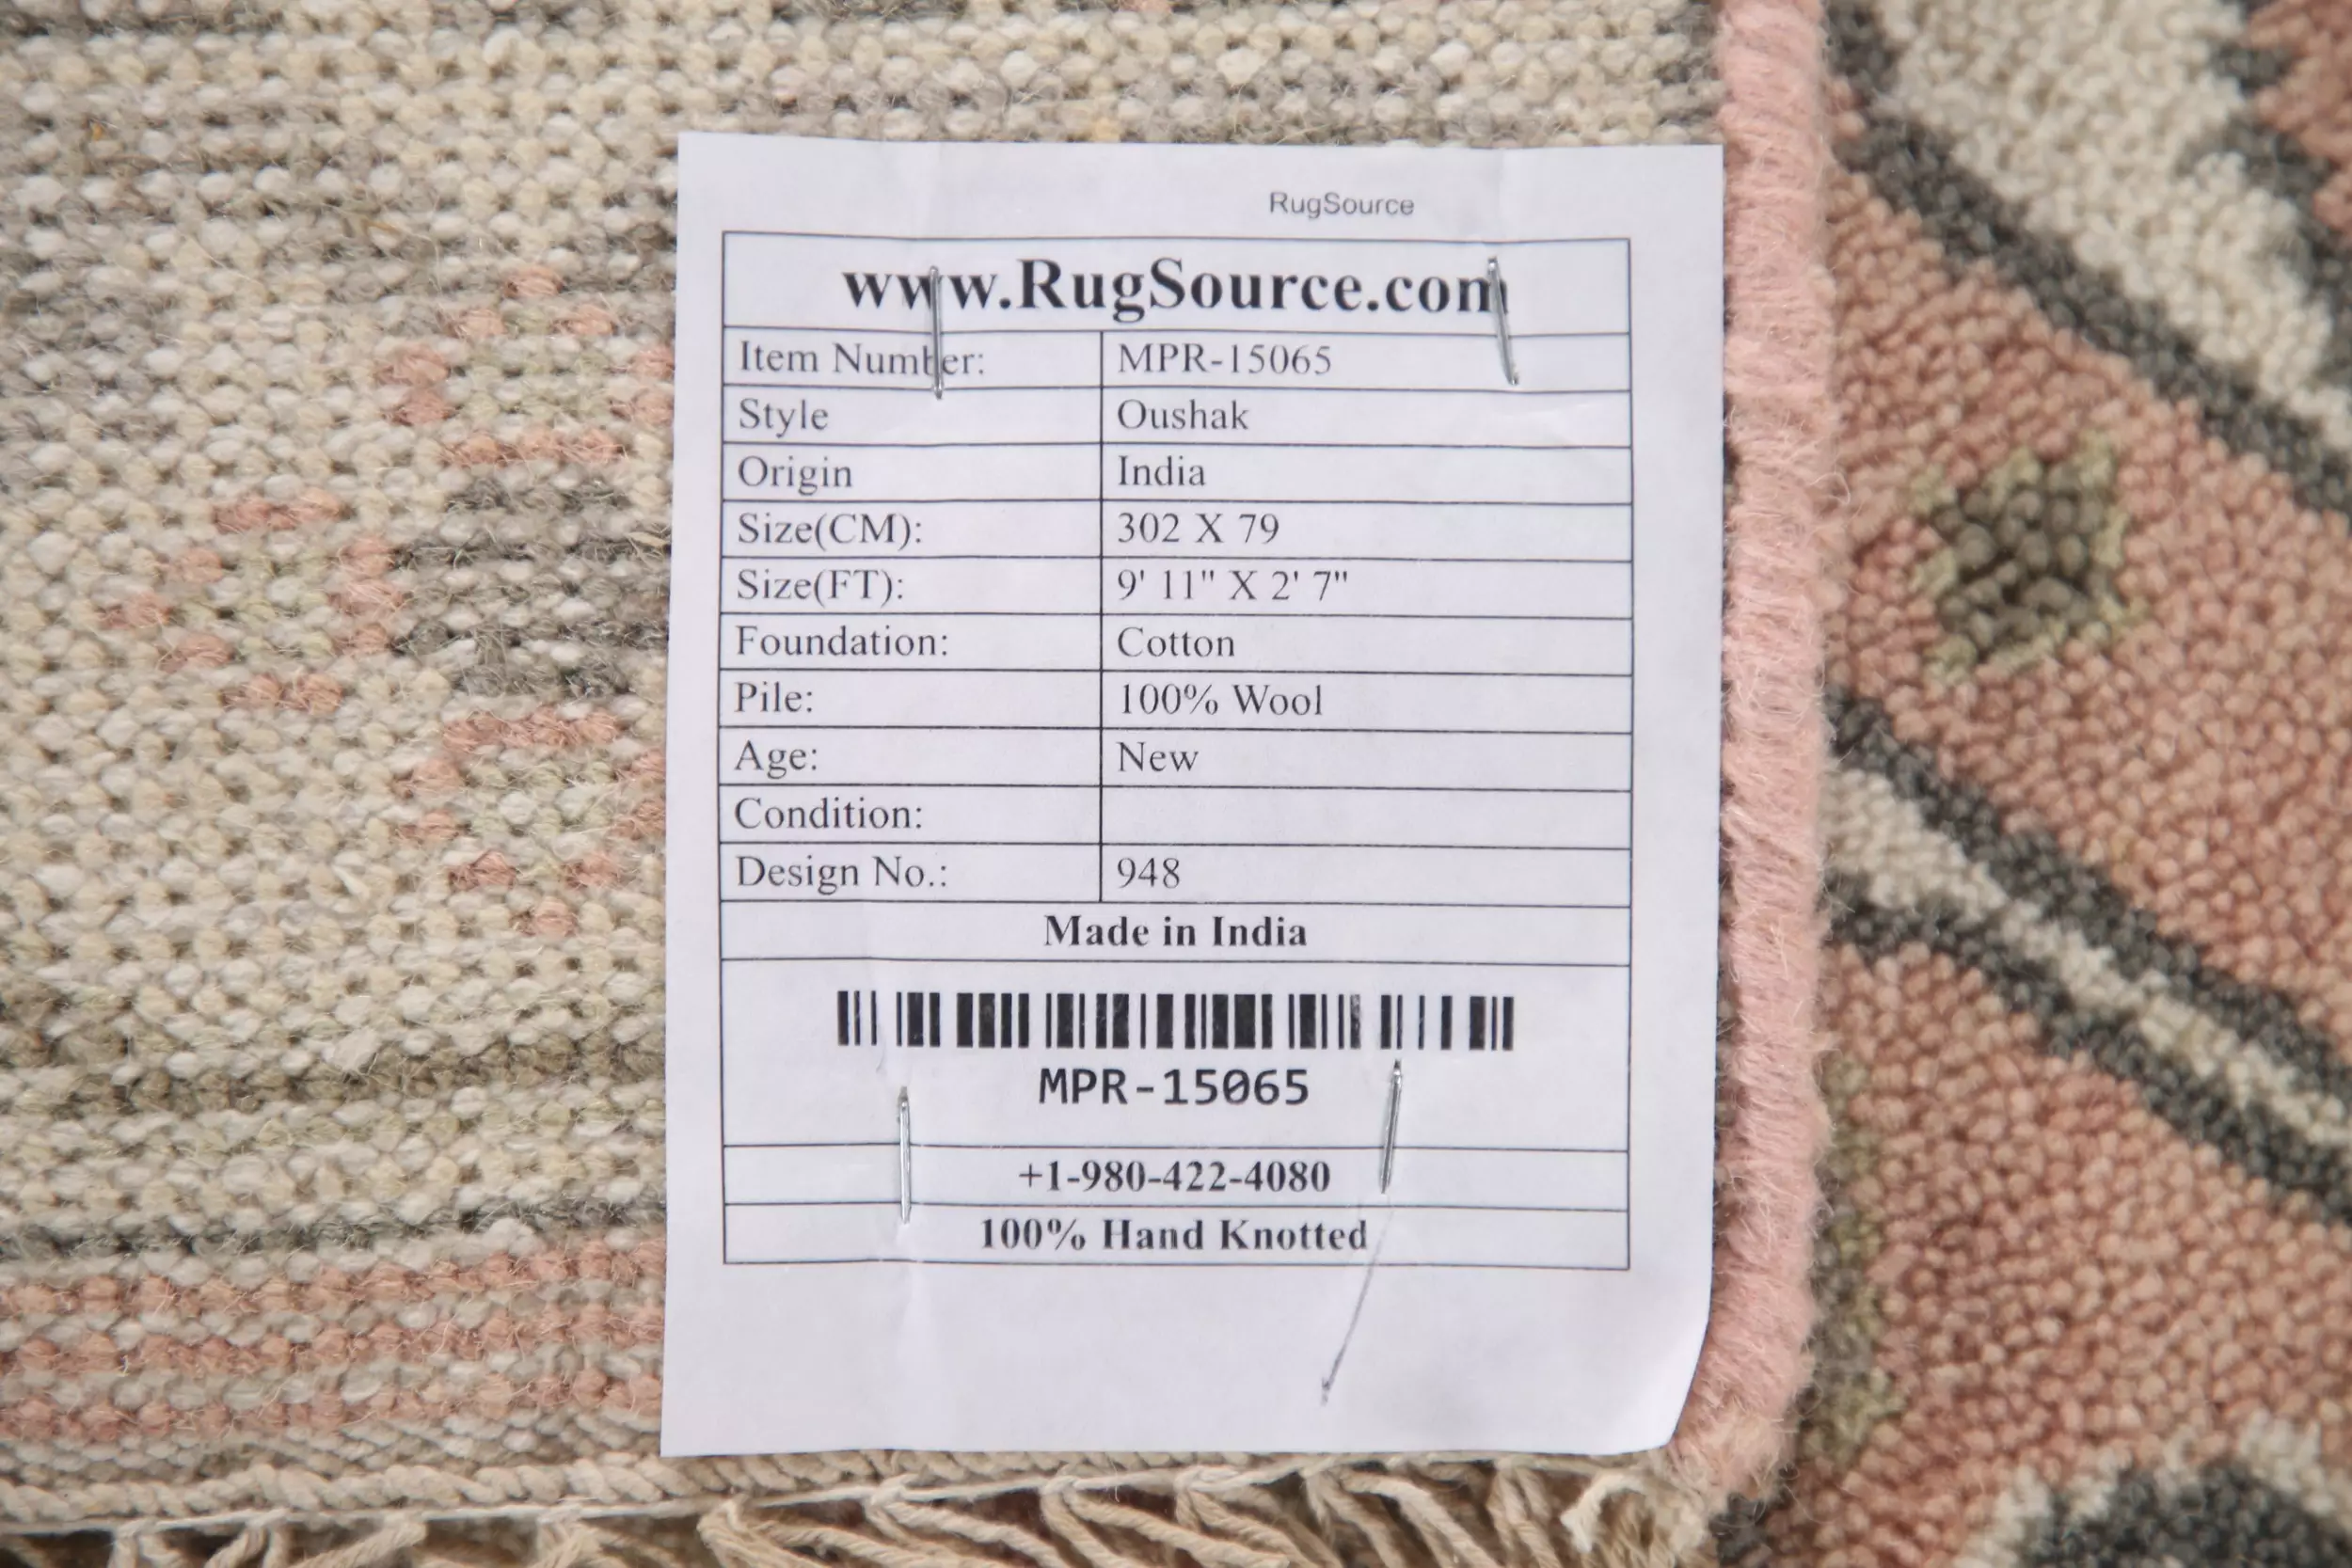 RugSource
www.RugSource.com
Item Number: MPR-15065
Style Oushak
Origin India
Size(CM): 302 X 79
Size(FT): 9' 11" X 2' 7"
Foundation: Cotton
Pile: 100% Wool
Age: New
Condition:
Design No.: 948
Made in India
MPR-15065
+1-980-422-4080
100% Hand Knotted